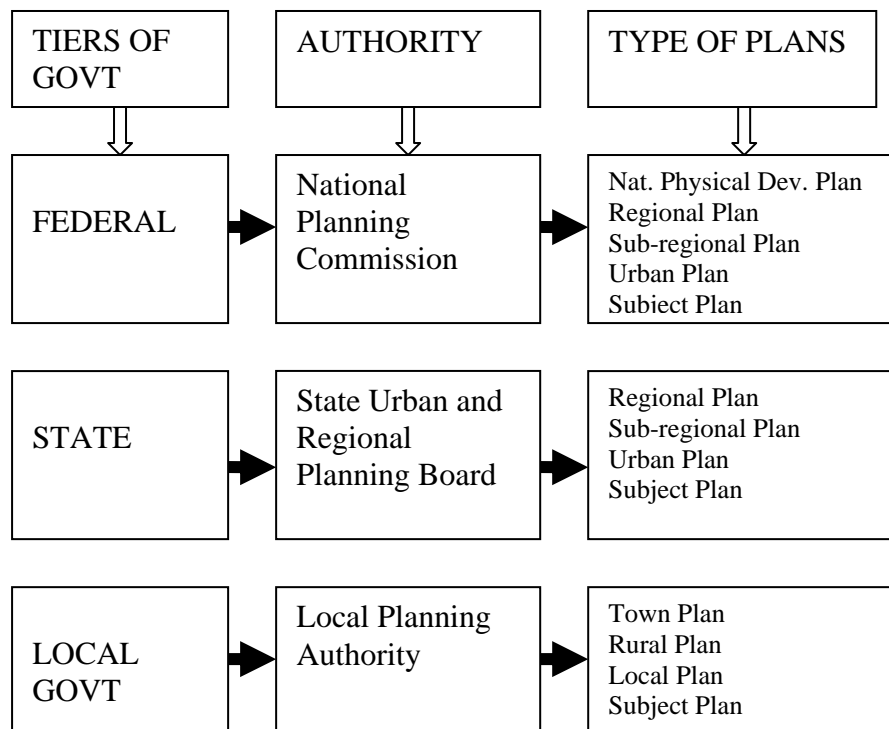 TIERS OF
GOVT
AUTHORITY
TYPE OF PLANS
FEDERAL
National
Planning
Commission
Nat. Physical Dev. Plan
Regional Plan
Sub-regional Plan
Urban Plan
Subject Plan
STATE
State Urban and
Regional
Planning Board
Regional Plan
Sub-regional Plan
Urban Plan
Subject Plan
LOCAL
GOVT
Local Planning
Authority
Town Plan
Rural Plan
Local Plan
Subject Plan